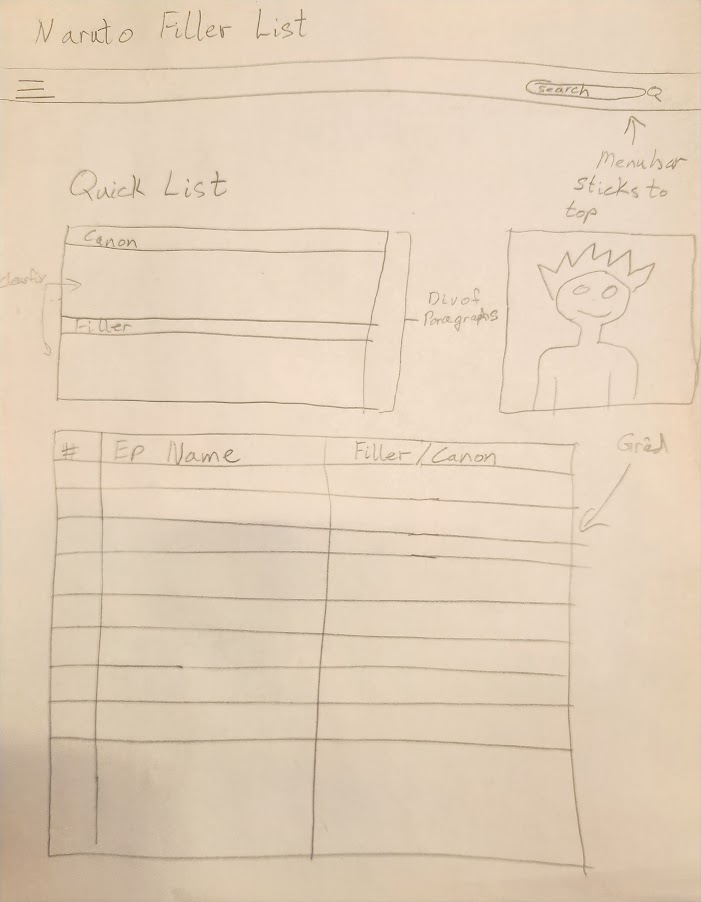 Naruto Filler List
search
Menubar
sticks to
top
Quick List
Canon
Filler
Div of
Paragraphs
# Ep Name Filler/Canon
Grid